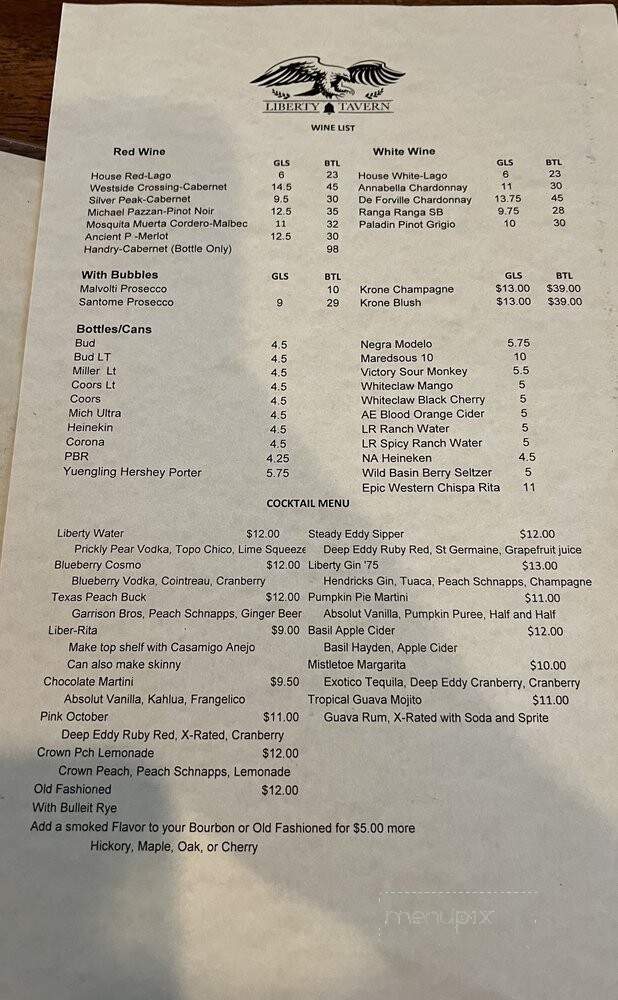 LIBERTY TAVERN
WINE LIST
Red Wine
GLS BTL
House Red-Lago 6 23
Westside Crossing-Cabernet 14.5 45
Silver Peak-Cabernet 9.5 30
Michael Pazzan-Pinot Noir 12.5 35
Mosquita Muerta Cordero-Malbec 11 32
Ancient P -Merlot 12.5 30
Handry-Cabernet (Bottle Only) 98
White Wine
GLS BTL
House White-Lago 6 23
Annabella Chardonnay 11 30
De Forville Chardonnay 13.75 45
Ranga Ranga SB 9.75 28
Paladin Pinot Grigio 10 30
With Bubbles GLS BTL
Malvolti Prosecco 10
Santome Prosecco 9 29
GLS BTL
Krone Champagne $13.00 $39.00
Krone Blush $13.00 $39.00
Bottles/Cans
Bud 4.5
Bud LT 4.5
Miller Lt 4.5
Coors Lt 4.5
Coors 4.5
Mich Ultra 4.5
Heinekin 4.5
Corona 4.5
PBR 4.25
Yuengling Hershey Porter 5.75
Negra Modelo 5.75
Maredsous 10 10
Victory Sour Monkey 5.5
Whiteclaw Mango 5
Whiteclaw Black Cherry 5
AE Blood Orange Cider 5
LR Ranch Water 5
LR Spicy Ranch Water 5
NA Heineken 4.5
Wild Basin Berry Seltzer 5
Epic Western Chispa Rita 11
COCKTAIL MENU
Liberty Water $12.00
Prickly Pear Vodka, Topo Chico, Lime Squeeze
Blueberry Cosmo $12.00
Blueberry Vodka, Cointreau, Cranberry
Texas Peach Buck $12.00
Garrison Bros, Peach Schnapps, Ginger Beer
Liber-Rita $9.00
Make top shelf with Casamigo Anejo
Can also make skinny
Chocolate Martini $9.50
Absolut Vanilla, Kahlua, Frangelico
Pink October $11.00
Deep Eddy Ruby Red, X-Rated, Cranberry
Crown Pch Lemonade $12.00
Crown Peach, Peach Schnapps, Lemonade
Old Fashioned $12.00
With Bulleit Rye
Add a smoked Flavor to your Bourbon or Old Fashioned for $5.00 more
Hickory, Maple, Oak, or Cherry
Steady Eddy Sipper $12.00
Deep Eddy Ruby Red, St Germaine, Grapefruit juice
Liberty Gin '75 $13.00
Hendricks Gin, Tuaca, Peach Schnapps, Champagne
Pumpkin Pie Martini $11.00
Absolut Vanilla, Pumpkin Puree, Half and Half
Basil Apple Cider $12.00
Basil Hayden, Apple Cider
Mistletoe Margarita $10.00
Exotico Tequila, Deep Eddy Cranberry, Cranberry
Tropical Guava Mojito $11.00
Guava Rum, X-Rated with Soda and Sprite
menupix